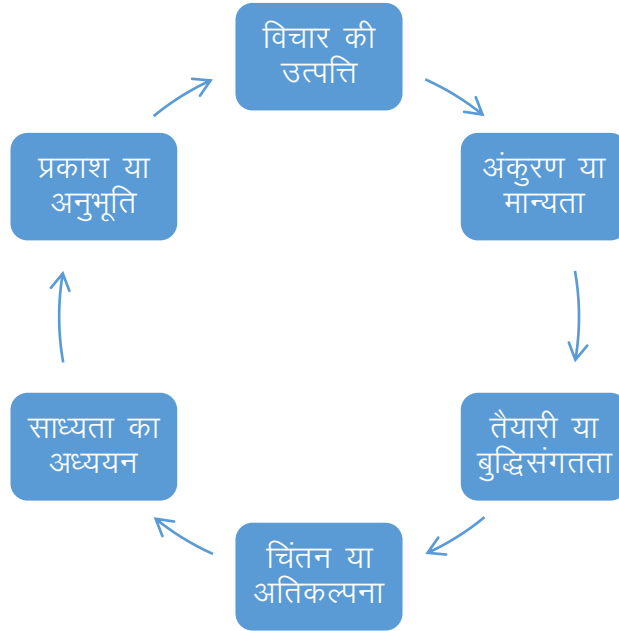 विचार की
उत्पत्ति
अंकुरण या
मान्यता
तैयारी या
बुद्धिसंगतता
चिंतन या
अतिकल्पना
साध्यता का
अध्ययन
प्रकाश या
अनुभूति